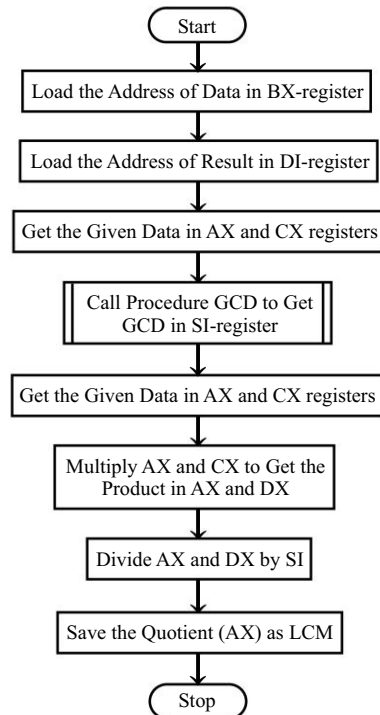 Start
Load the Address of Data in BX-register
Load the Address of Result in DI-register
Get the Given Data in AX and CX registers
Call Procedure GCD to Get
GCD in SI-register
Get the Given Data in AX and CX registers
Multiply AX and CX to Get the
Product in AX and DX
Divide AX and DX by SI
Save the Quotient (AX) as LCM
Stop